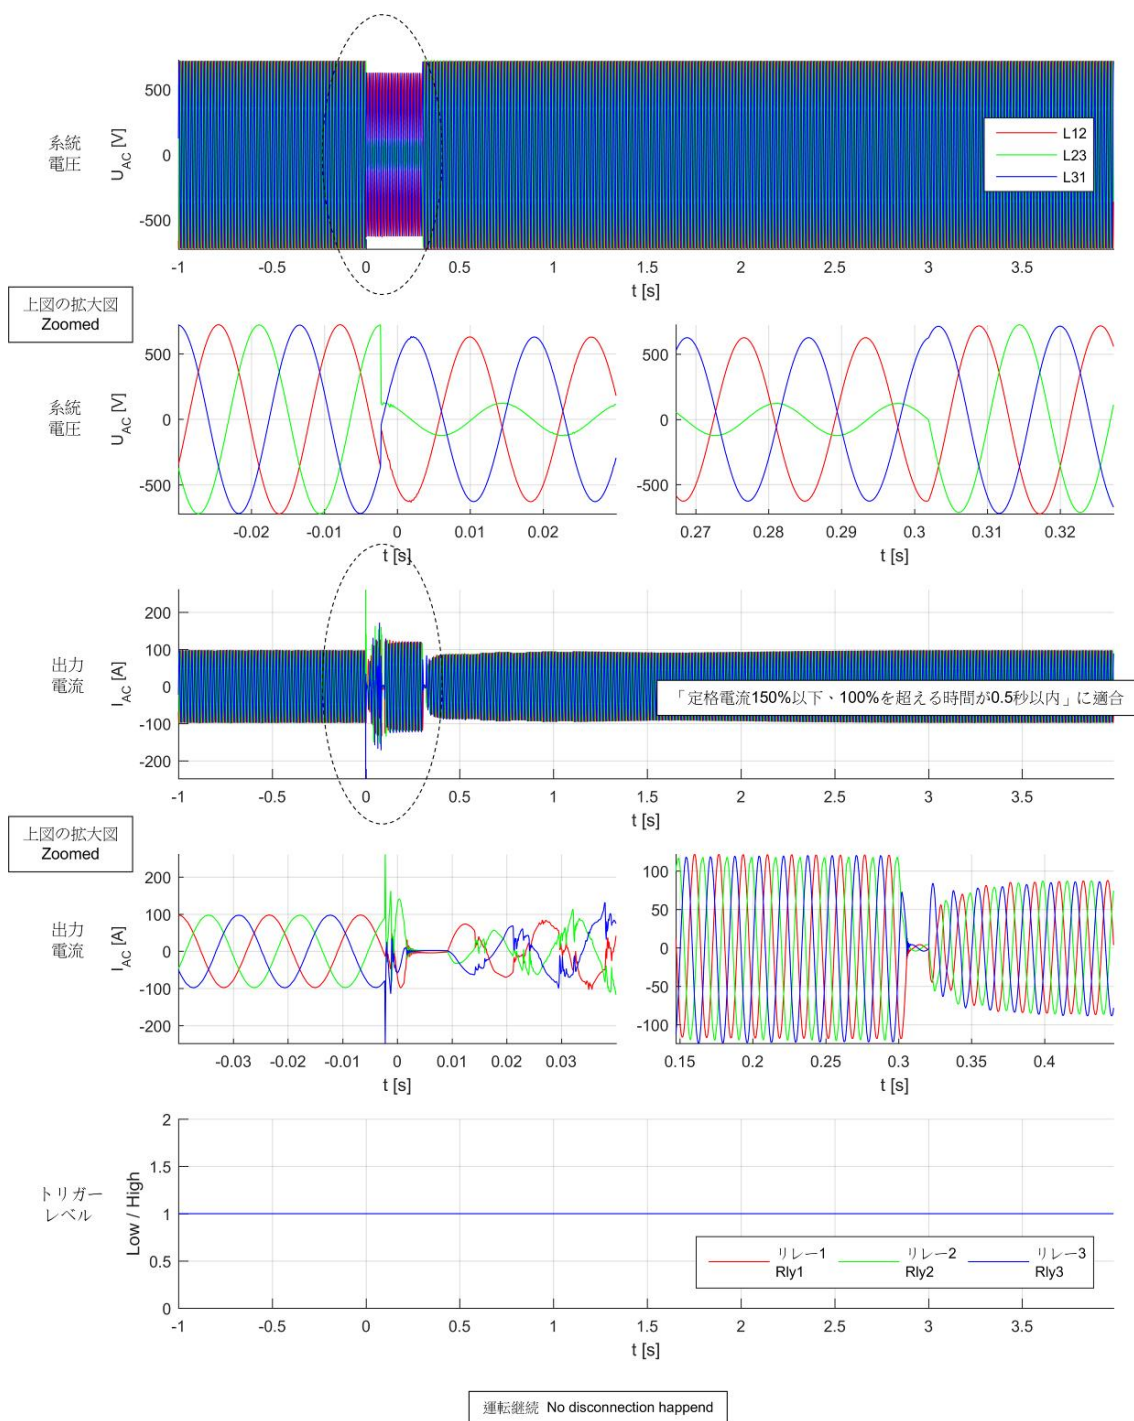 500
0
-500
系統
電圧
U_AC [V]
L12
L23
L31
-1
-0.5
0
0.5
1
1.5
2
2.5
3
3.5
t [s]
上図の拡大図
Zoomed
系統
電圧
U_AC [V]
500
0
-500
-0.02
-0.01
0
0.01
0.02
t [s]
500
0
-500
0.27
0.28
0.29
0.3
0.31
0.32
t [s]
出力
電流
I_AC [A]
200
100
0
-100
-200
「定格電流150%以下、100%を超える時間が0.5秒以内」に適合
-1
-0.5
0
0.5
1
1.5
2
2.5
3
3.5
t [s]
上図の拡大図
Zoomed
出力
電流
I_AC [A]
200
100
0
-100
-200
-0.03
-0.02
-0.01
0
0.01
0.02
0.03
t [s]
100
50
0
-50
-100
0.15
0.2
0.25
0.3
0.35
0.4
t [s]
トリガー
レベル
Low / High
2
1.5
1
0.5
0
リレー1
Rly1
リレー2
Rly2
リレー3
Rly3
-1
-0.5
0
0.5
1
1.5
2
2.5
3
3.5
t [s]
運転継続 No disconnection happend